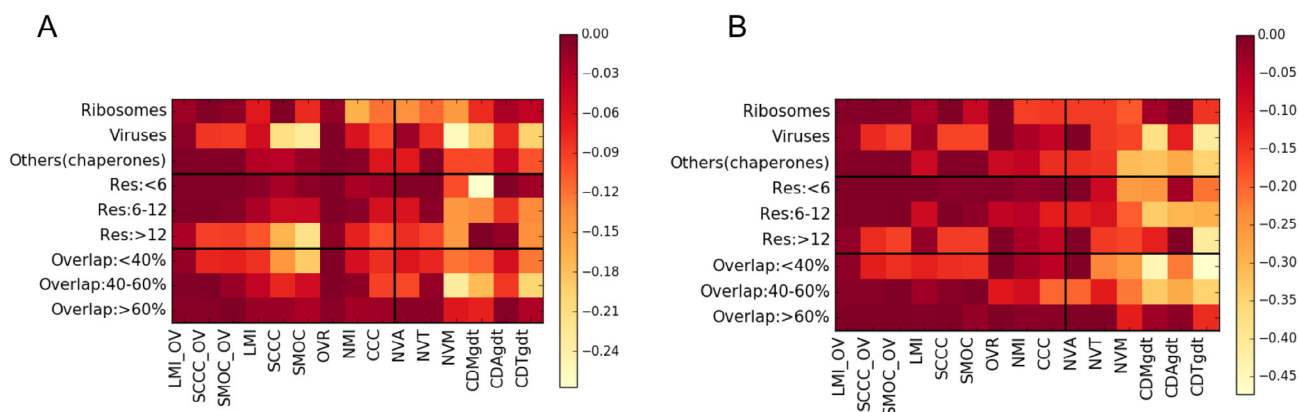 A
Ribosomes
Viruses
Others(chaperones)
Res:<6
Res:6-12
Res:>12
Overlap:<40%
Overlap:40-60%
Overlap:>60%
LMI_OV
SCCC_OV
SMOC_OV
LMI
SCCC
SMOC
OVR
NMI
CCC
NVA
NVT
NVM
CDMgdt
CDAgdt
CDTgdt
0.00
−0.03
−0.06
−0.09
−0.12
−0.15
−0.18
−0.21
−0.24
B
Ribosomes
Viruses
Others(chaperones)
Res:<6
Res:6-12
Res:>12
Overlap:<40%
Overlap:40-60%
Overlap:>60%
LMI_OV
SCCC_OV
SMOC_OV
LMI
SCCC
SMOC
OVR
NMI
CCC
NVA
NVT
NVM
CDMgdt
CDAgdt
CDTgdt
0.00
−0.05
−0.10
−0.15
−0.20
−0.25
−0.30
−0.35
−0.40
−0.45